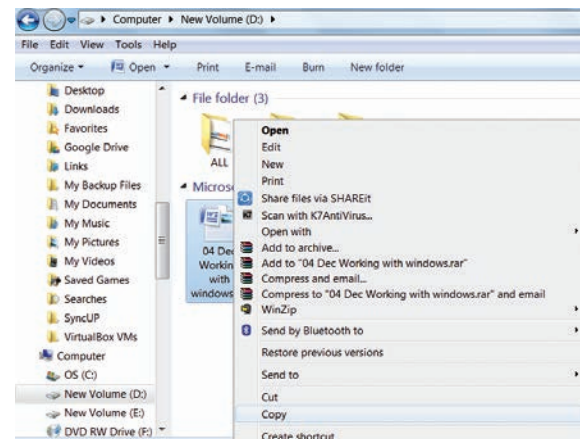 Computer New Volume (D:)
File Edit View Tools Help
Organize Open Print E-mail Burn New folder
Desktop
Downloads
Favorites
Google Drive
Links
My Backup Files
My Documents
My Music
My Pictures
My Videos
Saved Games
Searches
SyncUP
VirtualBox VMs
Computer
OS (C:)
New Volume (D:)
New Volume (E:)
DVD RW Drive (F:)
File folder (3)
ALL
Microso
04 De
Workin
with
windows
Open
Edit
New
Print
Share files via SHAREit
Scan with K7AntiVirus...
Open with
Add to archive...
Add to "04 Dec Working with windows.rar"
Compress and email...
Compress to "04 Dec Working with windows.rar" and email
WinZip
Send by Bluetooth to
Restore previous versions
Send to
Cut
Copy
Create shortcut